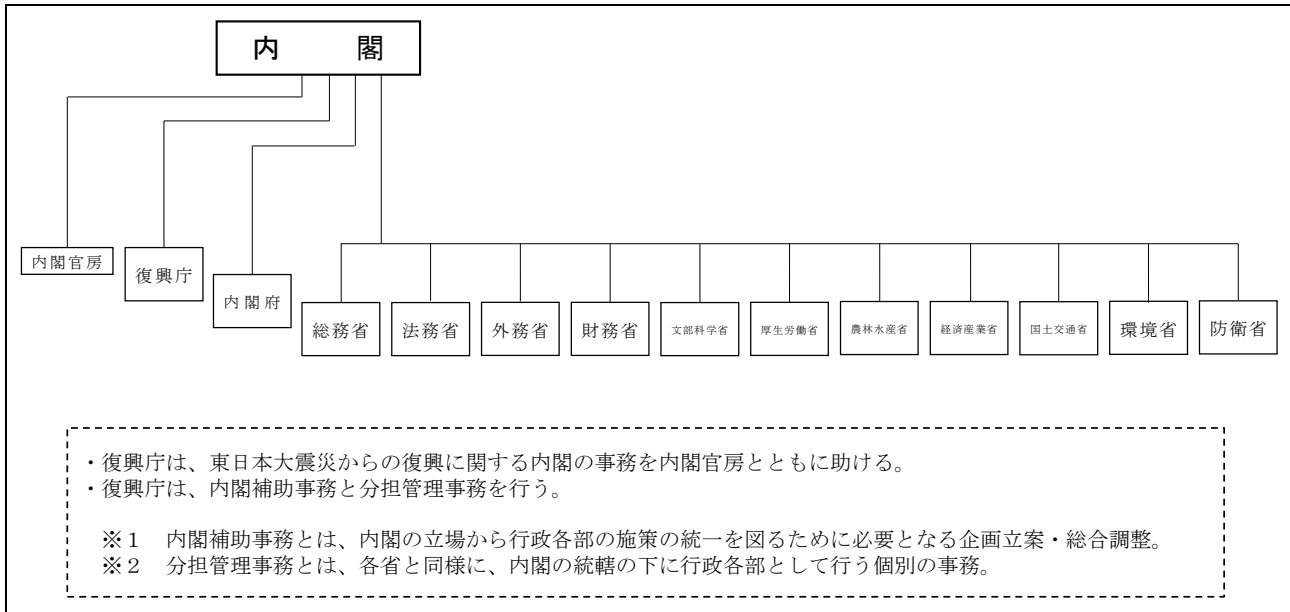 内　　閣
内閣官房
復興庁
内閣府
総務省
法務省
外務省
財務省
文部科学省
厚生労働省
農林水産省
経済産業省
国土交通省
環境省
防衛省
・復興庁は、東日本大震災からの復興に関する内閣の事務を内閣官房とともに助ける。
・復興庁は、内閣補助事務と分担管理事務を行う。
※１　内閣補助事務とは、内閣の立場から行政各部の施策の統一を図るために必要となる企画立案・総合調整。
※２　分担管理事務とは、各省と同様に、内閣の統轄の下に行政各部として行う個別の事務。